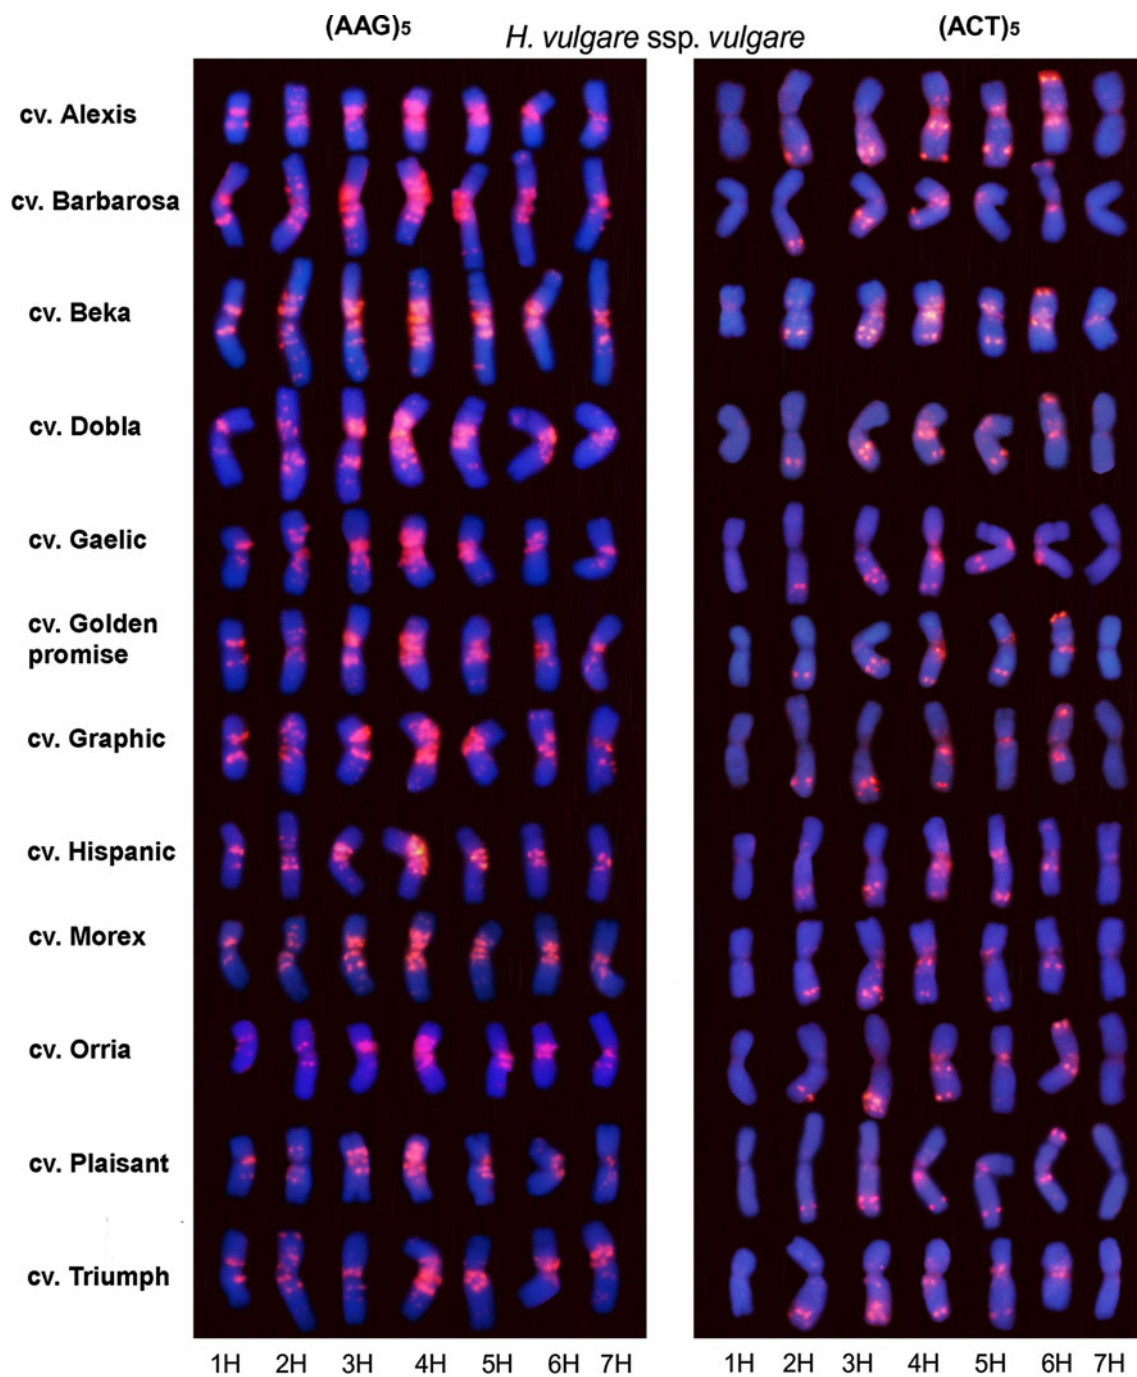 (AAG)5
H. vulgare ssp. vulgare
(ACT)5
cv. Alexis
cv. Barbarosa
cv. Beka
cv. Dobla
cv. Gaelic
cv. Golden
promise
cv. Graphic
cv. Hispanic
cv. Morex
cv. Orria
cv. Plaisant
cv. Triumph
1H 2H 3H 4H 5H 6H 7H
1H 2H 3H 4H 5H 6H 7H